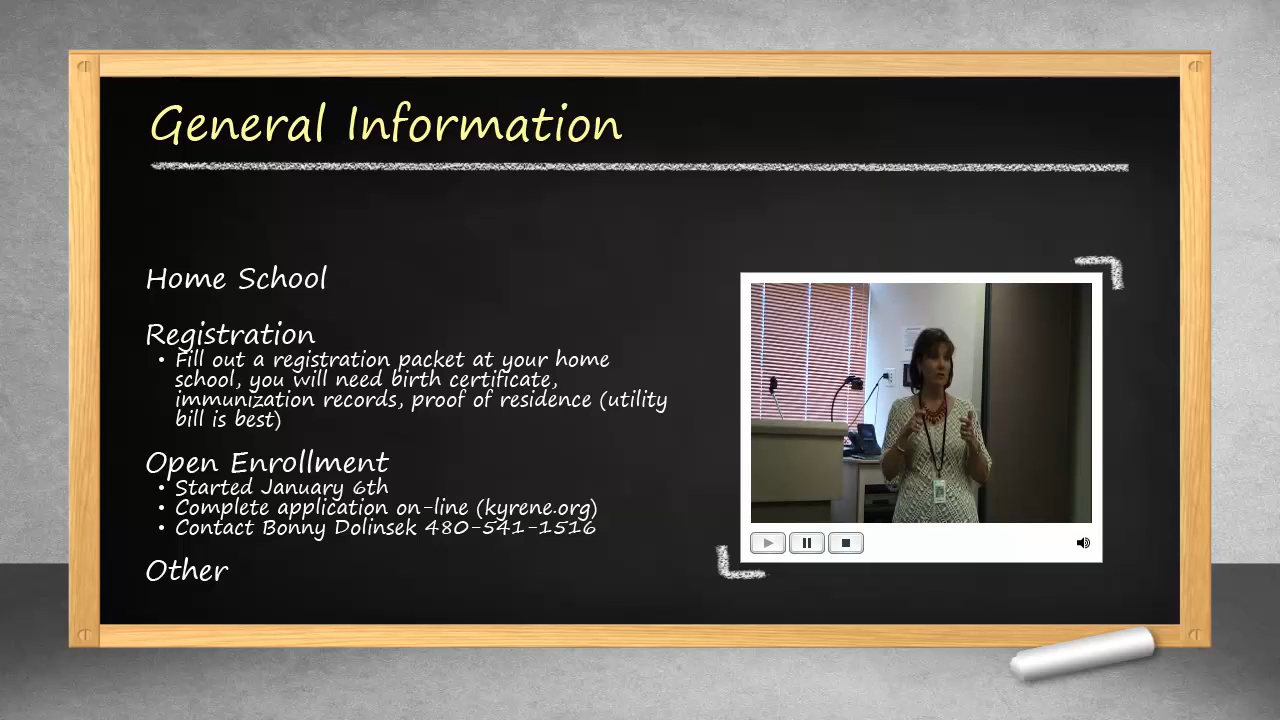 General Information
Home School
Registration
• Fill out a registration packet at your home
school, you will need birth certificate,
immunization records, proof of residence (utility
bill is best)
Open Enrollment
• Started January 6th
• Complete application on-line (kyrene.org)
• Contact Bonny Dolinsek 480-541-1516
Other